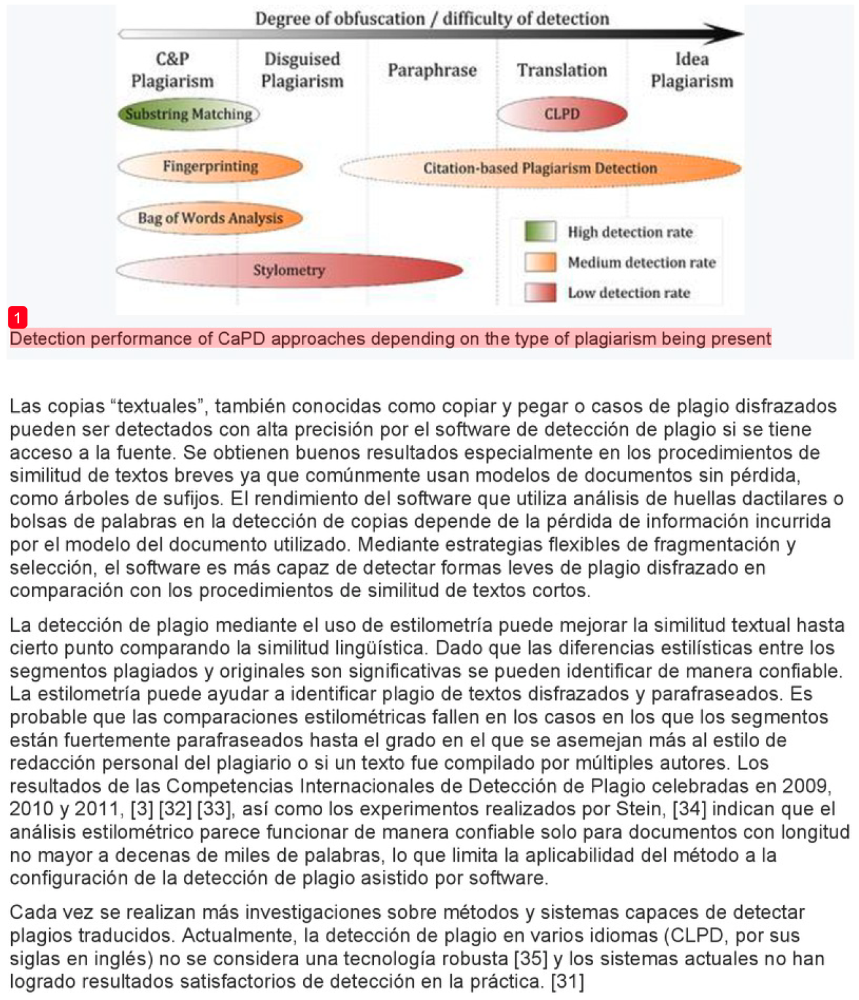 Degree of obfuscation / difficulty of detection
C&P Plagiarism
Disguised Plagiarism
Paraphrase
Translation
Idea Plagiarism
Substring Matching
CLPD
Fingerprinting
Citation-based Plagiarism Detection
Bag of Words Analysis
Stylometry
High detection rate
Medium detection rate
Low detection rate
1
Detection performance of CaPD approaches depending on the type of plagiarism being present
Las copias “textuales”, también conocidas como copiar y pegar o casos de plagio disfrazados
pueden ser detectados con alta precisión por el software de detección de plagio si se tiene
acceso a la fuente. Se obtienen buenos resultados especialmente en los procedimientos de
similitud de textos breves ya que comúnmente usan modelos de documentos sin pérdida,
como árboles de sufijos. El rendimiento del software que utiliza análisis de huellas dactilares o
bolsas de palabras en la detección de copias depende de la pérdida de información incurrida
por el modelo del documento utilizado. Mediante estrategias flexibles de fragmentación y
selección, el software es más capaz de detectar formas leves de plagio disfrazado en
comparación con los procedimientos de similitud de textos cortos.
La detección de plagio mediante el uso de estilometría puede mejorar la similitud textual hasta
cierto punto comparando la similitud lingüística. Dado que las diferencias estilísticas entre los
segmentos plagiados y originales son significativas se pueden identificar de manera confiable.
La estilometría puede ayudar a identificar plagio de textos disfrazados y parafraseados. Es
probable que las comparaciones estilométricas fallen en los casos en los que los segmentos
están fuertemente parafraseados hasta el grado en el que se asemejan más al estilo de
redacción personal del plagiario o si un texto fue compilado por múltiples autores. Los
resultados de las Competencias Internacionales de Detección de Plagio celebradas en 2009,
2010 y 2011, [3] [32] [33], así como los experimentos realizados por Stein, [34] indican que el
análisis estilométrico parece funcionar de manera confiable solo para documentos con longitud
no mayor a decenas de miles de palabras, lo que limita la aplicabilidad del método a la
configuración de la detección de plagio asistido por software.
Cada vez se realizan más investigaciones sobre métodos y sistemas capaces de detectar
plagios traducidos. Actualmente, la detección de plagio en varios idiomas (CLPD, por sus
siglas en inglés) no se considera una tecnología robusta [35] y los sistemas actuales no han
logrado resultados satisfactorios de detección en la práctica. [31]